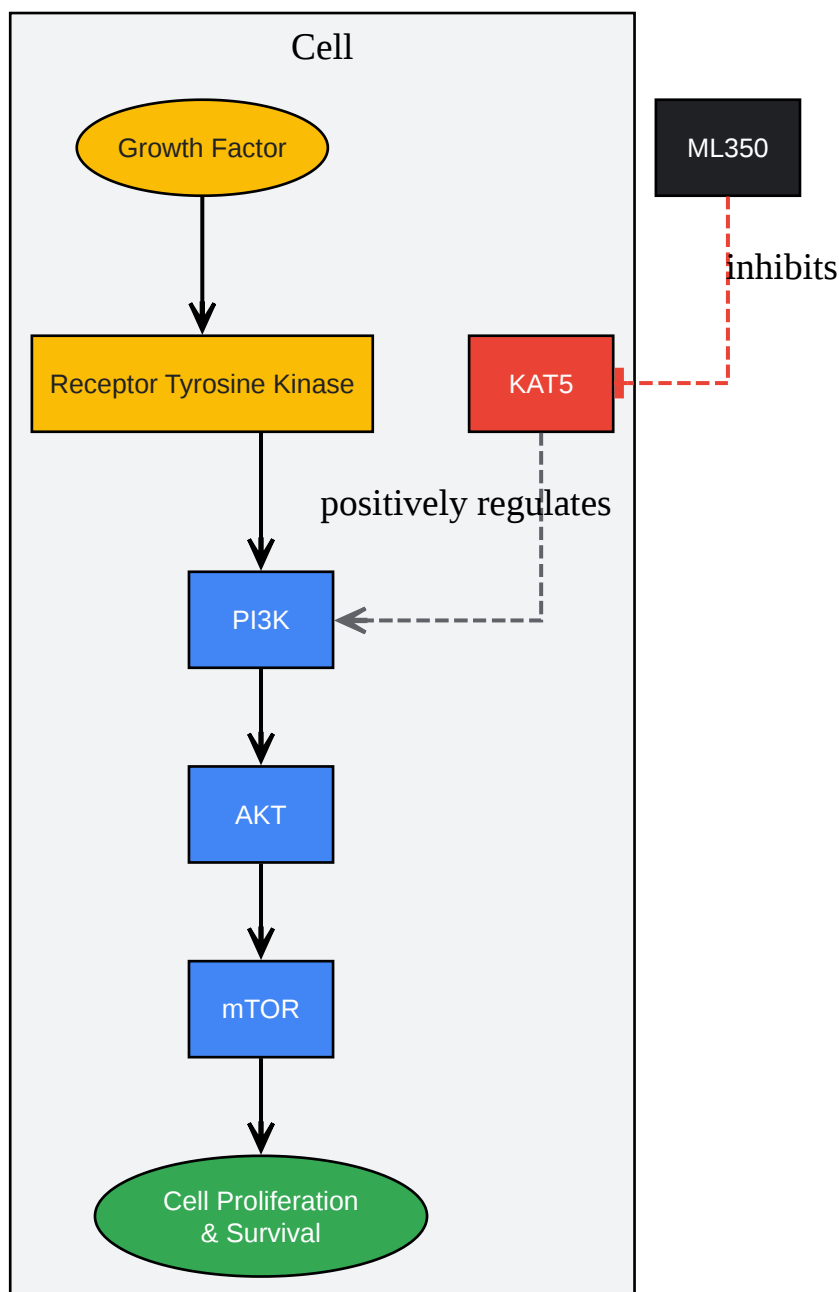 Cell
Growth Factor
ML350
inhibits
Receptor Tyrosine Kinase
KAT5
positively regulates
PI3K
AKT
mTOR
Cell Proliferation
& Survival